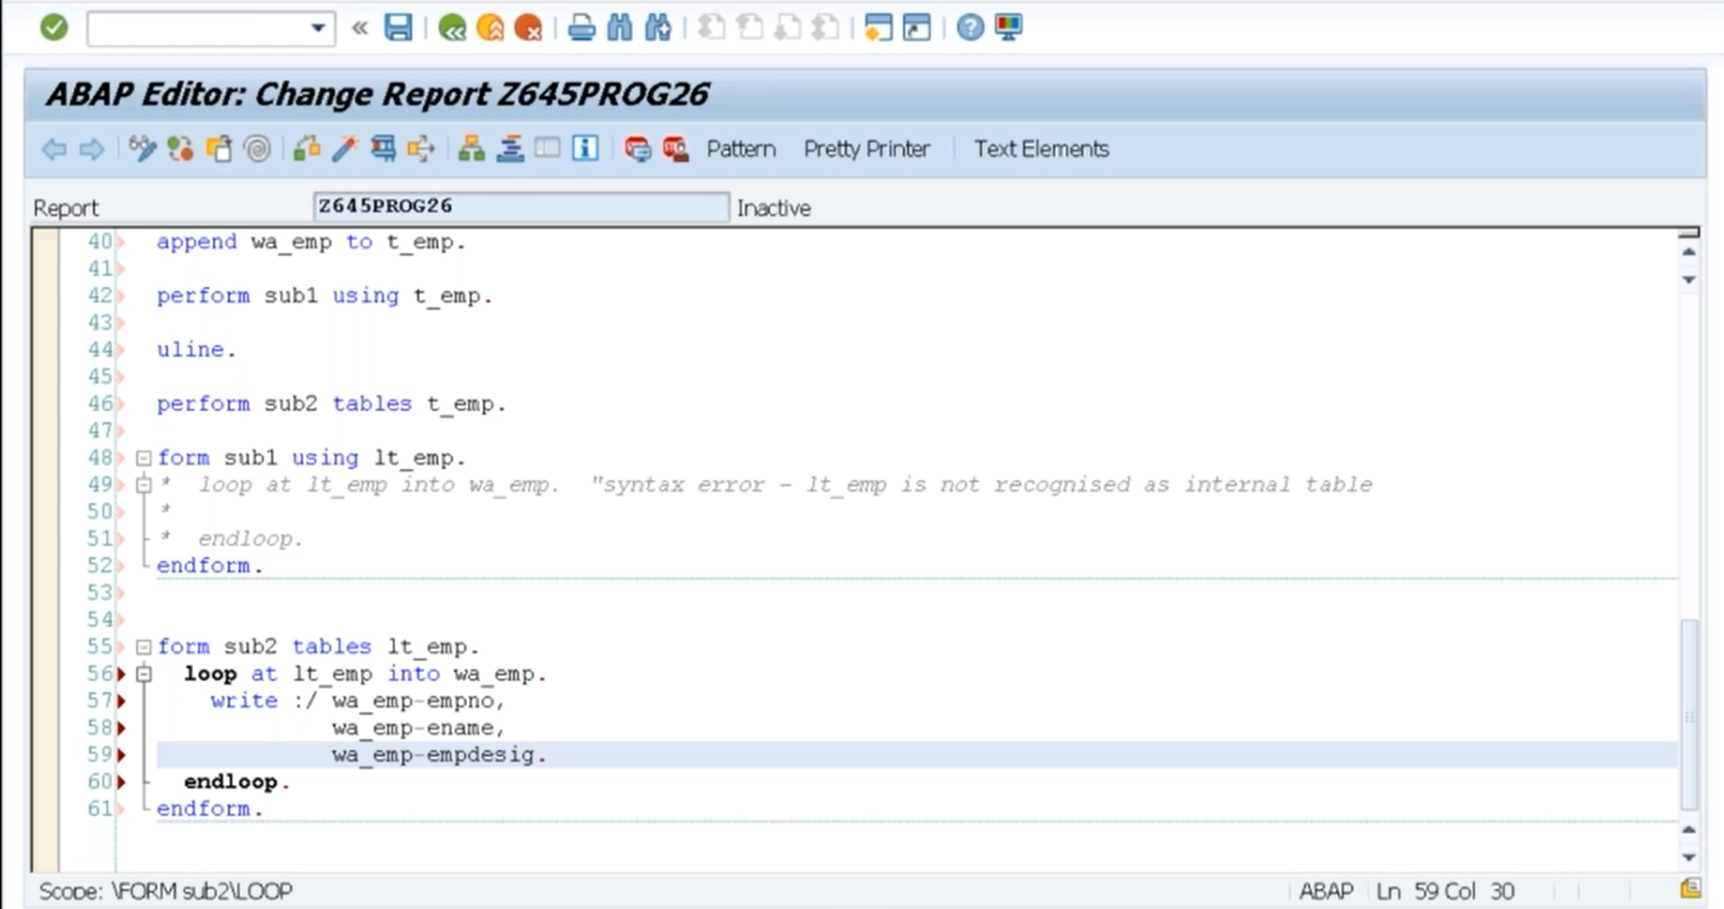 ABAP Editor: Change Report Z645PROG26
Pattern Pretty Printer Text Elements
Report Z645PROG26 Inactive
40 append wa_emp to t_emp.
41
42 perform sub1 using t_emp.
43
44 uline.
45
46 perform sub2 tables t_emp.
47
48 form sub1 using lt_emp.
49 *  loop at lt_emp into wa_emp.  "syntax error - lt_emp is not recognised as internal table
50 *
51 *  endloop.
52 endform.
53
54
55 form sub2 tables lt_emp.
56   loop at lt_emp into wa_emp.
57     write :/ wa_emp-empno,
58              wa_emp-ename,
59              wa_emp-empdesig.
60   endloop.
61 endform.
Scope: \FORM sub2\LOOP ABAP Ln 59 Col 30